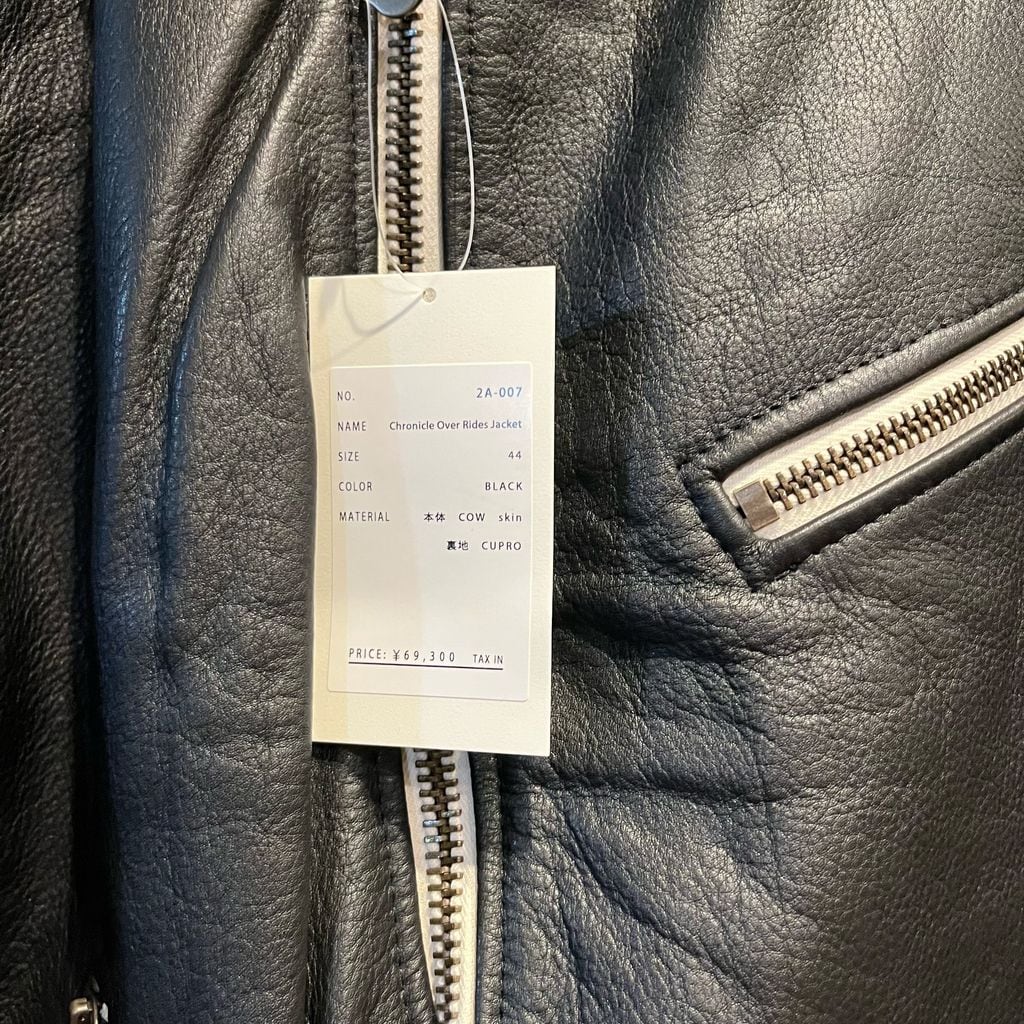 NO. 2A-007
NAME Chronicle Over Rides Jacket
SIZE 44
COLOR BLACK
MATERIAL 本体 COW skin
裏地 CUPRO
PRICE: ¥69,300 TAX IN